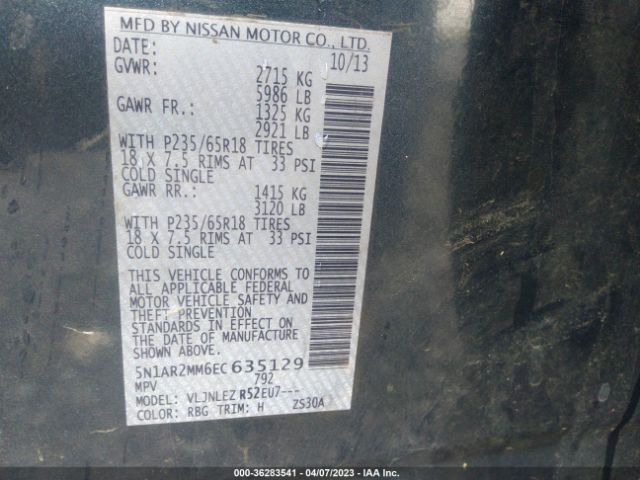 MFD BY NISSAN MOTOR CO., LTD.
DATE: 10/13
GVWR: 2715 KG
5986 LB
GAWR FR.: 1325 KG
2921 LB
WITH P235/65R18 TIRES
18 X 7.5 RIMS AT 33 PSI
COLD SINGLE
GAWR RR.: 1415 KG
3120 LB
WITH P235/65R18 TIRES
18 X 7.5 RIMS AT 33 PSI
COLD SINGLE
THIS VEHICLE CONFORMS TO
ALL APPLICABLE FEDERAL
MOTOR VEHICLE SAFETY AND
THEFT PREVENTION
STANDARDS IN EFFECT ON
THE DATE OF MANUFACTURE
SHOWN ABOVE.
5N1AR2MM6EC635129
MPV 792
MODEL: VLJNLEZ R52EU7---
COLOR: RBG TRIM: H ZS30A
000-36283541 - 04/07/2023 - IAA Inc.